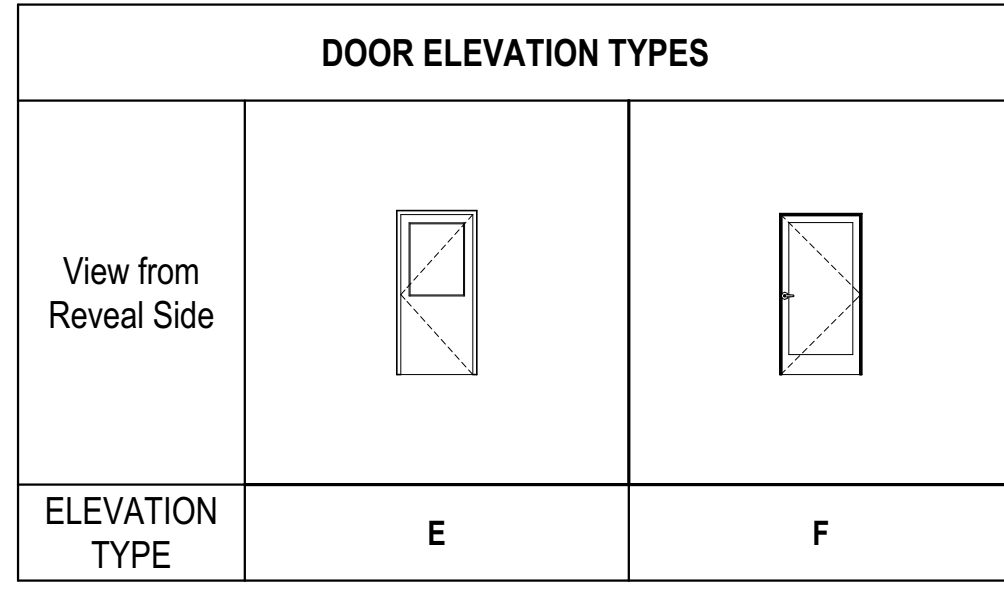 DOOR ELEVATION TYPES
View from
Reveal Side
ELEVATION
TYPE
E
F